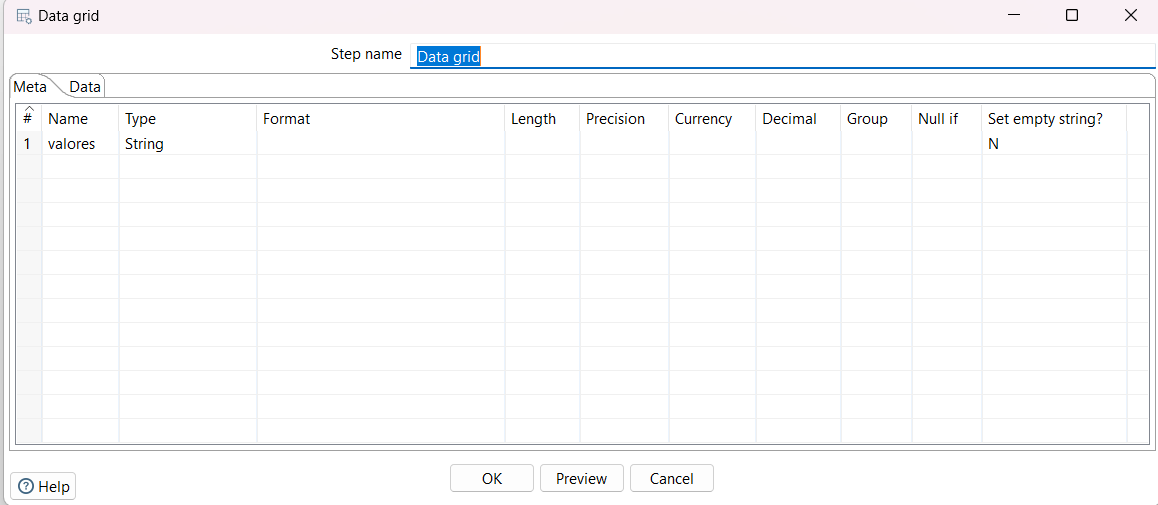 Data grid
Step name Data grid
Meta Data
# Name Type Format Length Precision Currency Decimal Group Null if Set empty string?
1 valores String N
OK Preview Cancel
Help